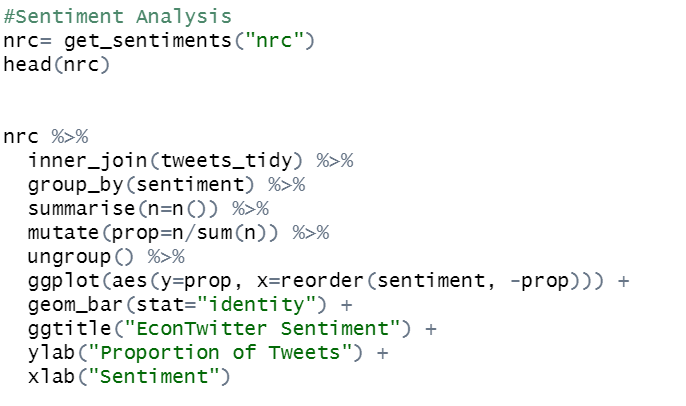 #Sentiment Analysis
nrc= get_sentiments("nrc")
head(nrc)
nrc %>%
inner_join(tweets_tidy) %>%
group_by(sentiment) %>%
summarise(n=n()) %>%
mutate(prop=n/sum(n)) %>%
ungroup() %>%
ggplot(aes(y=prop, x=reorder(sentiment, -prop))) +
geom_bar(stat="identity") +
ggtitle("EconTwitter Sentiment") +
ylab("Proportion of Tweets") +
xlab("Sentiment")